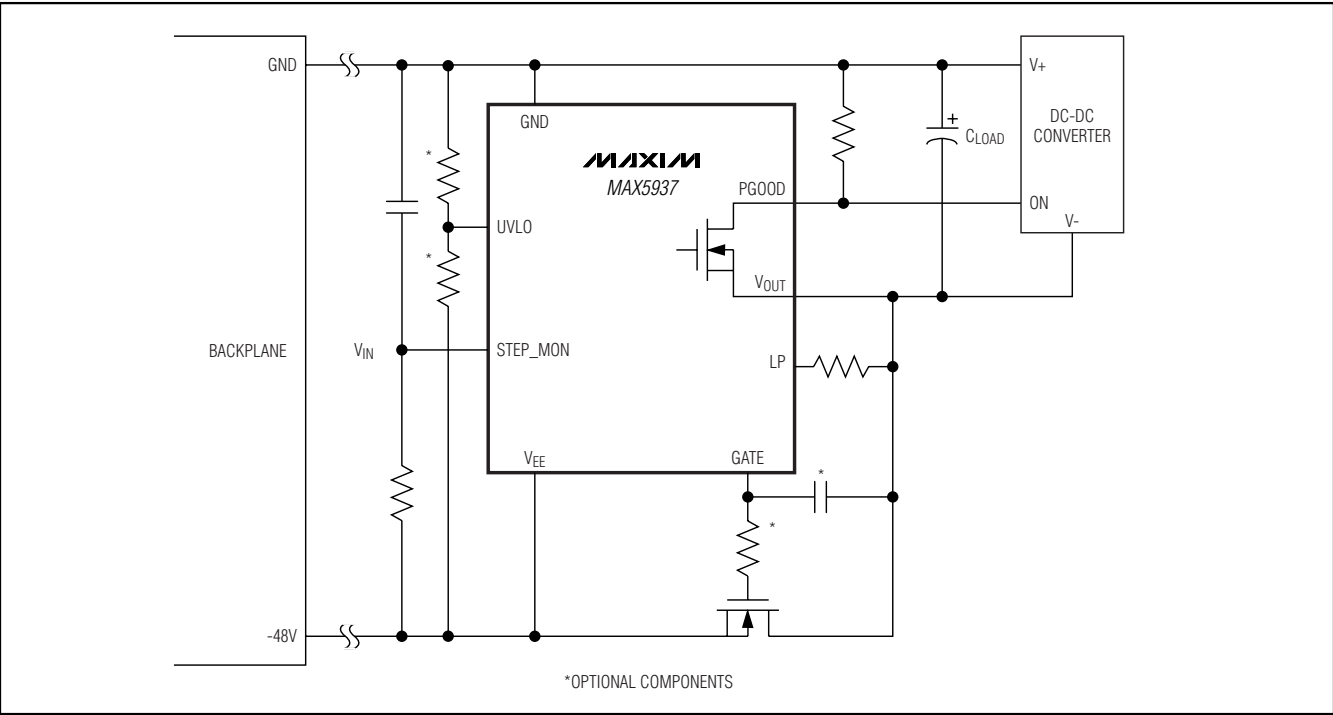 GND
V+
GND
DC-DC
CONVERTER
+
CLOAD
*
MAXIM
MAX5937
PGOOD
ON
V-
UVLO
*
VOUT
BACKPLANE
VIN
STEP_MON
LP
VEE
GATE
*
*
-48V
*OPTIONAL COMPONENTS